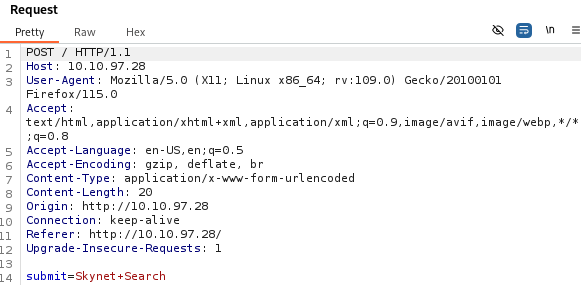 Request
Pretty Raw Hex
\n
1 POST / HTTP/1.1
2 Host: 10.10.97.28
3 User-Agent: Mozilla/5.0 (X11; Linux x86_64; rv:109.0) Gecko/20100101
Firefox/115.0
4 Accept:
text/html,application/xhtml+xml,application/xml;q=0.9,image/avif,image/webp,*/*
;q=0.8
5 Accept-Language: en-US,en;q=0.5
6 Accept-Encoding: gzip, deflate, br
7 Content-Type: application/x-www-form-urlencoded
8 Content-Length: 20
9 Origin: http://10.10.97.28
10 Connection: keep-alive
11 Referer: http://10.10.97.28/
12 Upgrade-Insecure-Requests: 1
13
14 submit=Skynet+Search